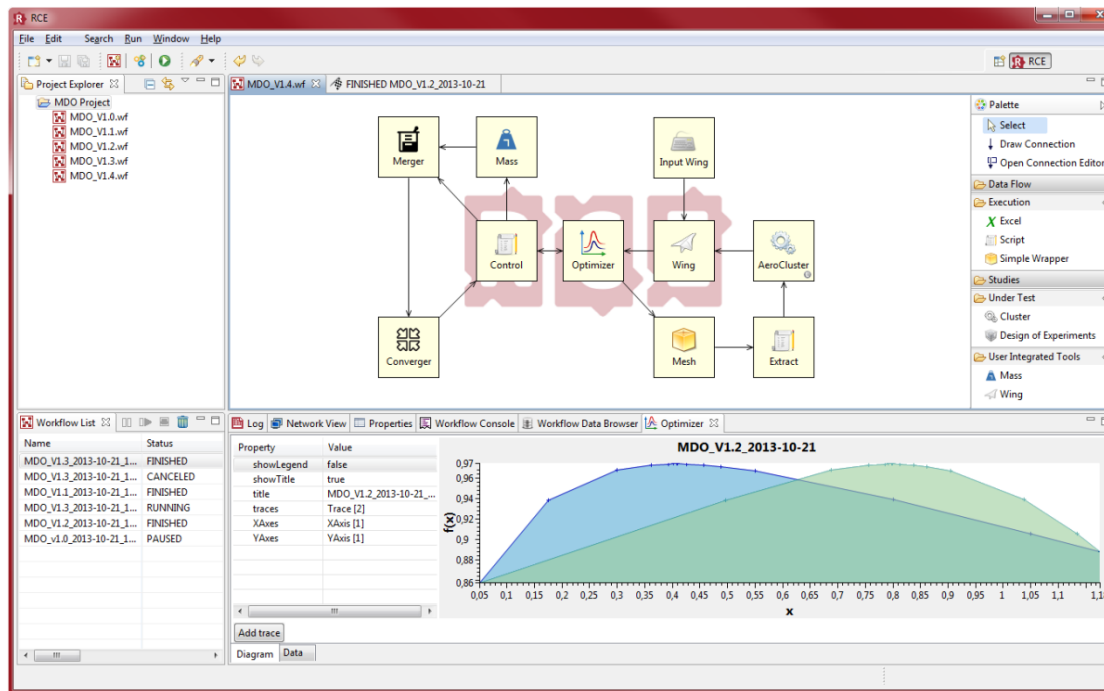 RCE
File Edit Search Run Window Help
RCE
Project Explorer
MDO Project
MDO_V1.0.wf
MDO_V1.1.wf
MDO_V1.2.wf
MDO_V1.3.wf
MDO_V1.4.wf
MDO_V1.4.wf FINISHED MDO_V1.2_2013-10-21
Merger Mass Input Wing
Control Optimizer Wing AeroCluster
Converger Mesh Extract
Palette
Select
Draw Connection
Open Connection Editor
Data Flow
Execution
Excel
Script
Simple Wrapper
Studies
Under Test
Cluster
Design of Experiments
User Integrated Tools
Mass
Wing
Workflow List
Name Status
MDO_V1.3_2013-10-21_1... FINISHED
MDO_V1.3_2013-10-21_1... CANCELED
MDO_V1.1_2013-10-21_1... FINISHED
MDO_V1.3_2013-10-21_1... RUNNING
MDO_V1.2_2013-10-21_1... FINISHED
MDO_v1.0_2013-10-21_1... PAUSED
Log Network View Properties Workflow Console Workflow Data Browser Optimizer
Property Value
showLegend false
showTitle true
title MDO_V1.2_2013-10-21_...
traces Trace [2]
XAxes XAxis [1]
YAxes YAxis [1]
Add trace
Diagram Data
MDO_V1.2_2013-10-21
f(x)
0,97
0,96
0,94
0,92
0,9
0,88
0,86
0,05 0,1 0,15 0,2 0,25 0,3 0,35 0,4 0,45 0,5 0,55 0,6 0,65 0,7 0,75 0,8 0,85 0,9 0,95 1 1,05 1,1
x